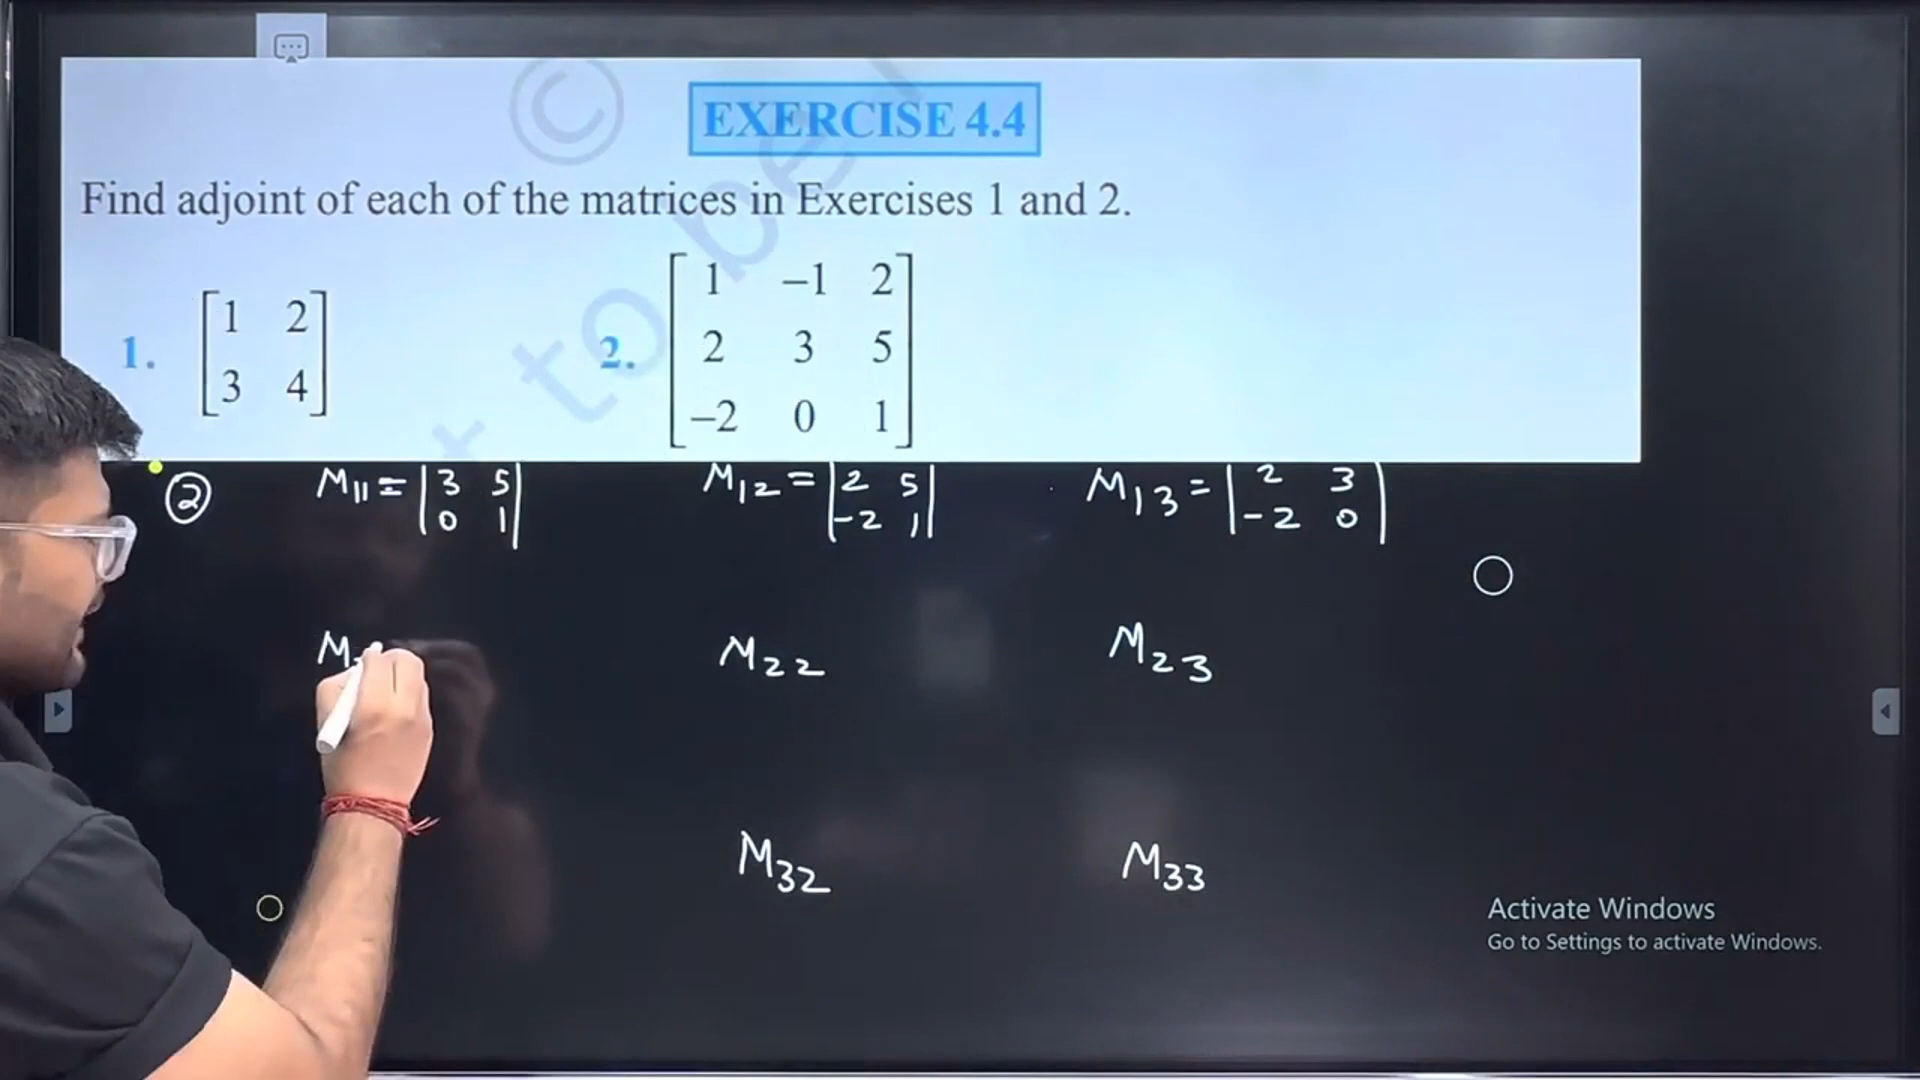 EXERCISE 4.4
Find adjoint of each of the matrices in Exercises 1 and 2.
1. [1 2
3 4]
2. [1 –1 2
2 3 5
–2 0 1]
② M11 = |3 5
0 1|
M12 = |2 5
-2 1|
M13 = |2 3
-2 0|
M
M22
M23
M32
M33
Activate Windows
Go to Settings to activate Windows.
© t to be